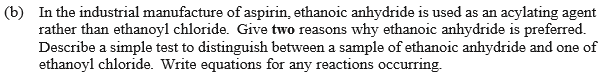 (b) In the industrial manufacture of aspirin, ethanoic anhydride is used as an acylating agent
rather than ethanoyl chloride. Give two reasons why ethanoic anhydride is preferred.
Describe a simple test to distinguish between a sample of ethanoic anhydride and one of
ethanoyl chloride. Write equations for any reactions occurring.